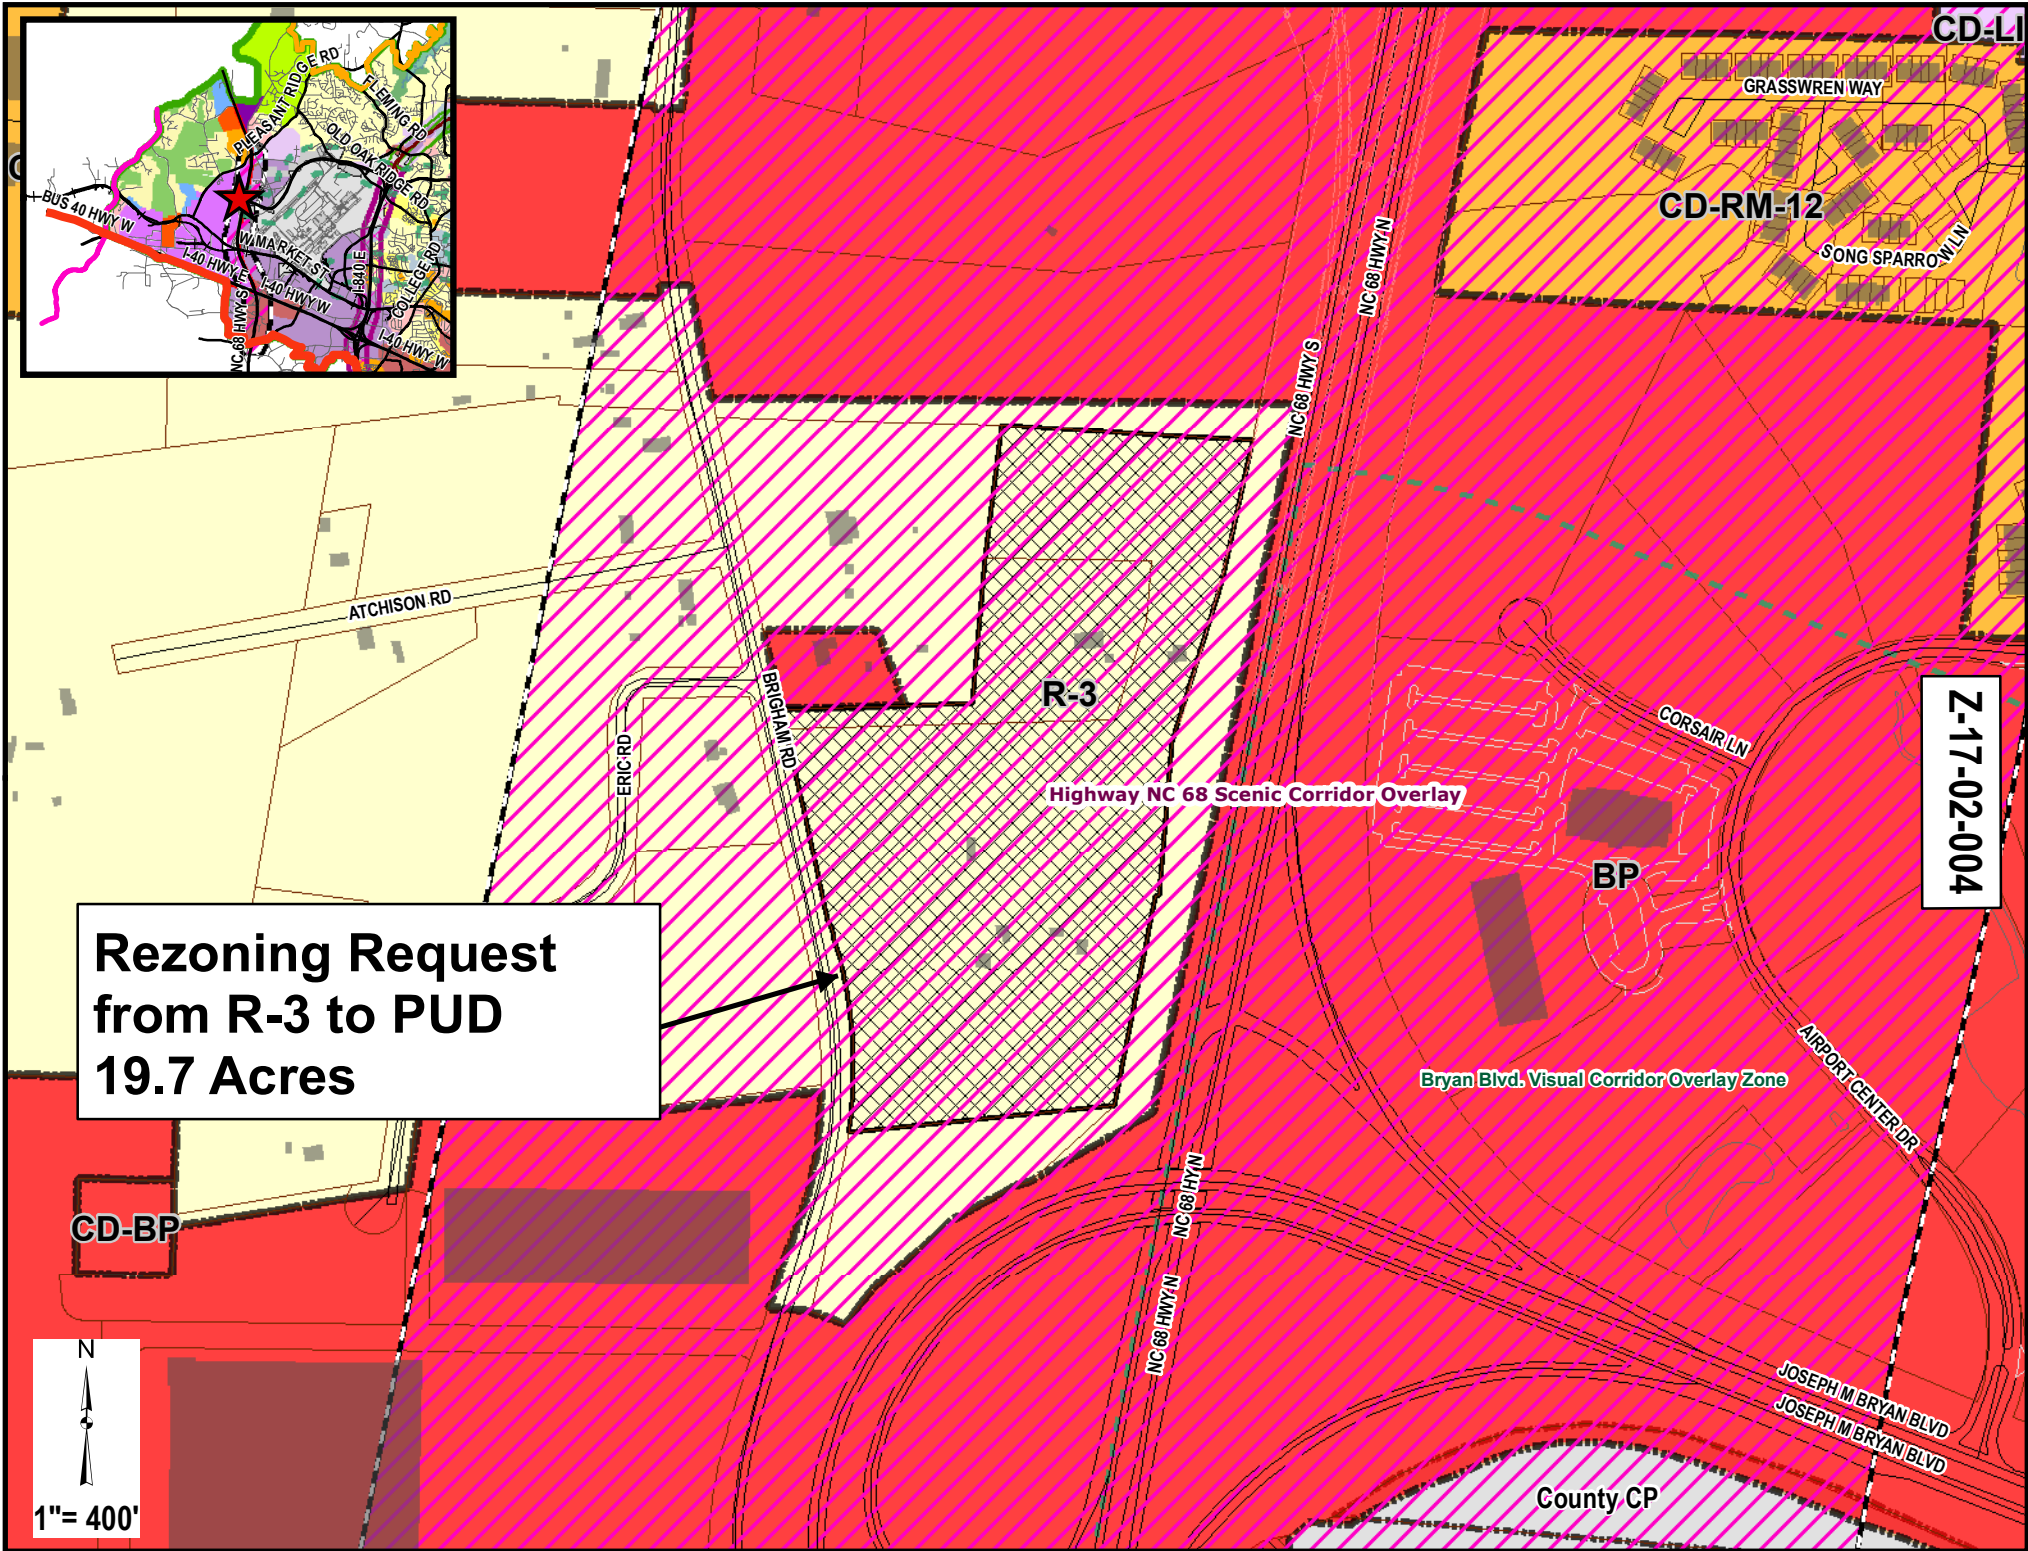 PLEASANT RIDGE RD
FLEMING RD
OLD OAK RIDGE RD
BUS 40 HWY W
W MARKET ST
I-40 HWY E
I-40 HWY W
I-840 E
COLLEGE RD
NC 68 HWY S
I-40 HWY W
CD-LI
GRASSWREN WAY
CD-RM-12
SONG SPARROW LN
NC 68 HWY N
NC 68 HWY S
ATCHISON RD
BRIGHAM RD
ERIC RD
R-3
CORSAIR LN
Z-17-02-004
Highway NC 68 Scenic Corridor Overlay
BP
Rezoning Request
from R-3 to PUD
19.7 Acres
Bryan Blvd. Visual Corridor Overlay Zone
AIRPORT CENTER DR
CD-BP
NC 68 HY N
NC 68 HWY N
JOSEPH M BRYAN BLVD
JOSEPH M BRYAN BLVD
County CP
N
1"= 400'